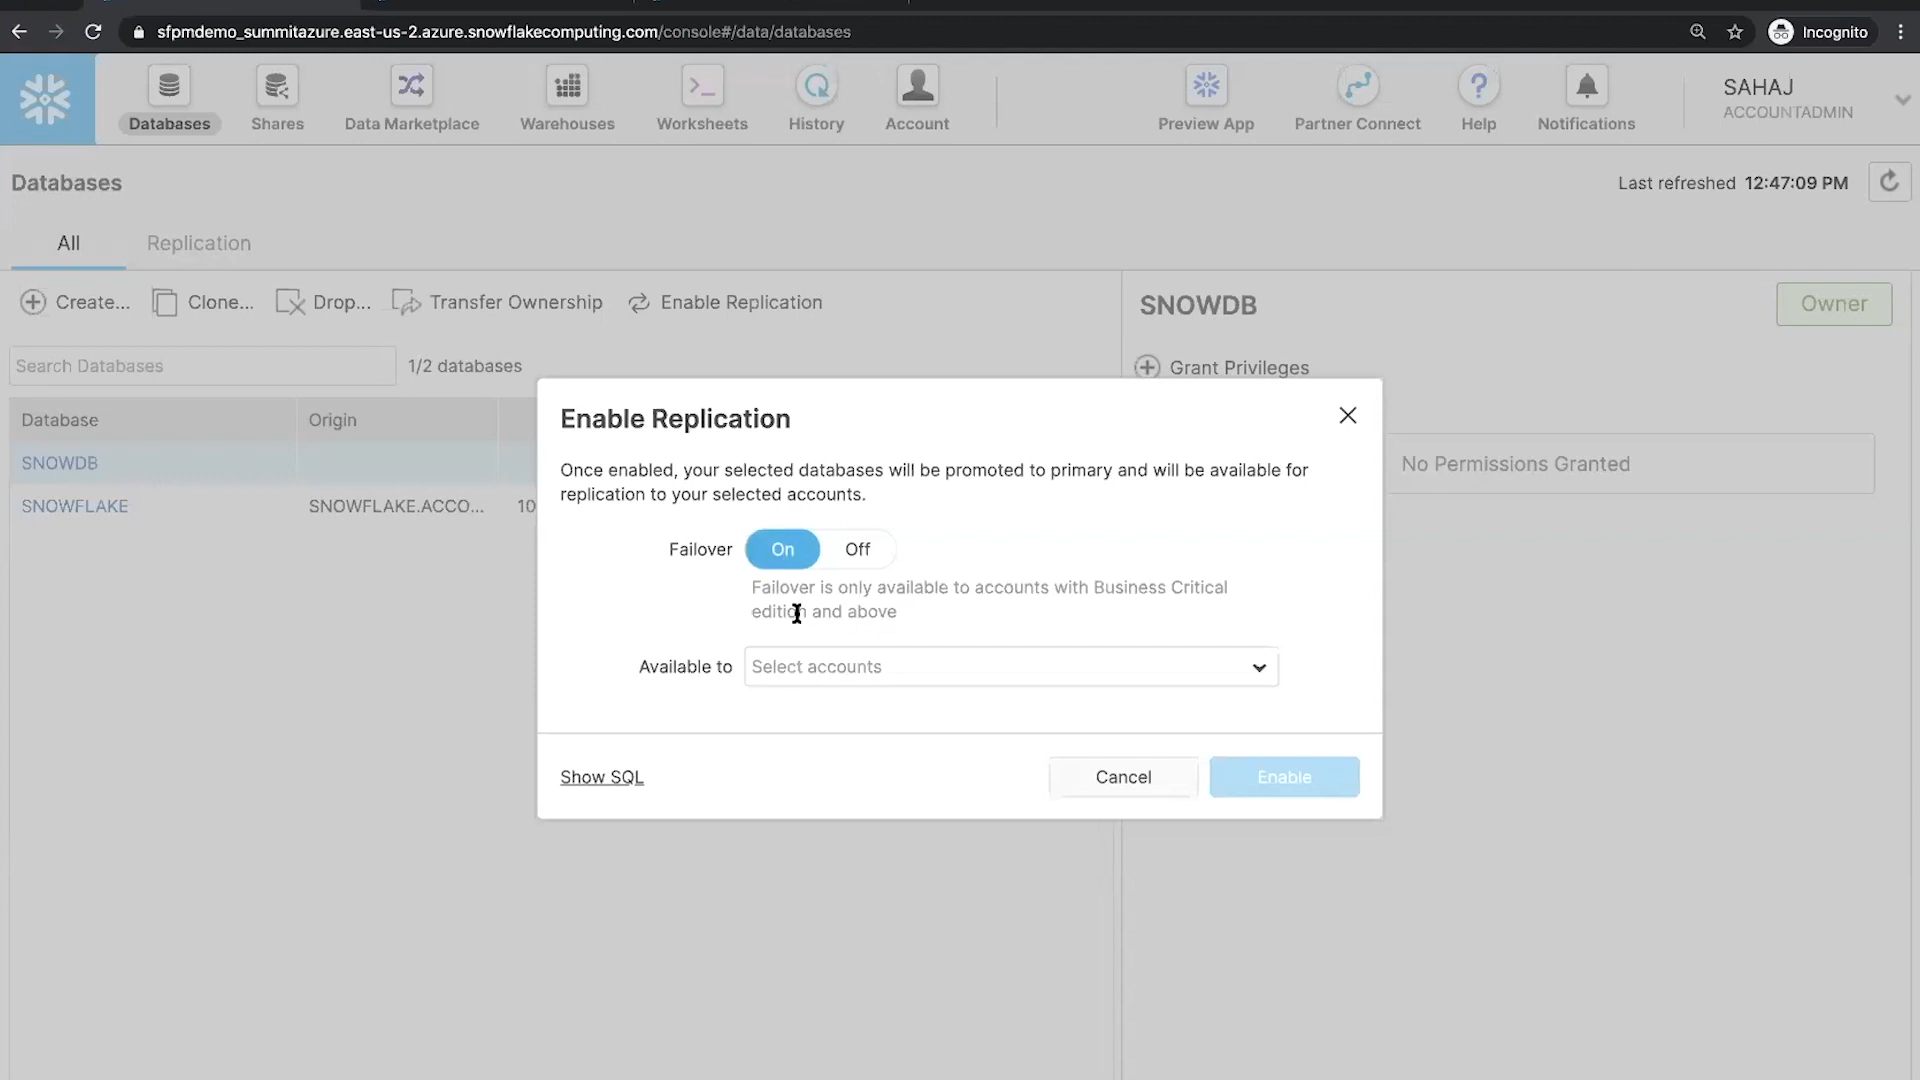 sfpmdemo_summitazure.east-us-2.azure.snowflakecomputing.com/console#/data/databases
Incognito
Databases
Shares
Data Marketplace
Warehouses
Worksheets
History
Account
Preview App
Partner Connect
Help
Notifications
SAHAJ
ACCOUNTADMIN
Databases
Last refreshed 12:47:09 PM
All
Replication
Create...
Clone...
Drop...
Transfer Ownership
Enable Replication
SNOWDB
Owner
Search Databases
1/2 databases
Grant Privileges
Database
Origin
SNOWDB
SNOWFLAKE
SNOWFLAKE.ACCO...
10
No Permissions Granted
Enable Replication
Once enabled, your selected databases will be promoted to primary and will be available for
replication to your selected accounts.
Failover
On
Off
Failover is only available to accounts with Business Critical
edition and above
Available to
Select accounts
Show SQL
Cancel
Enable